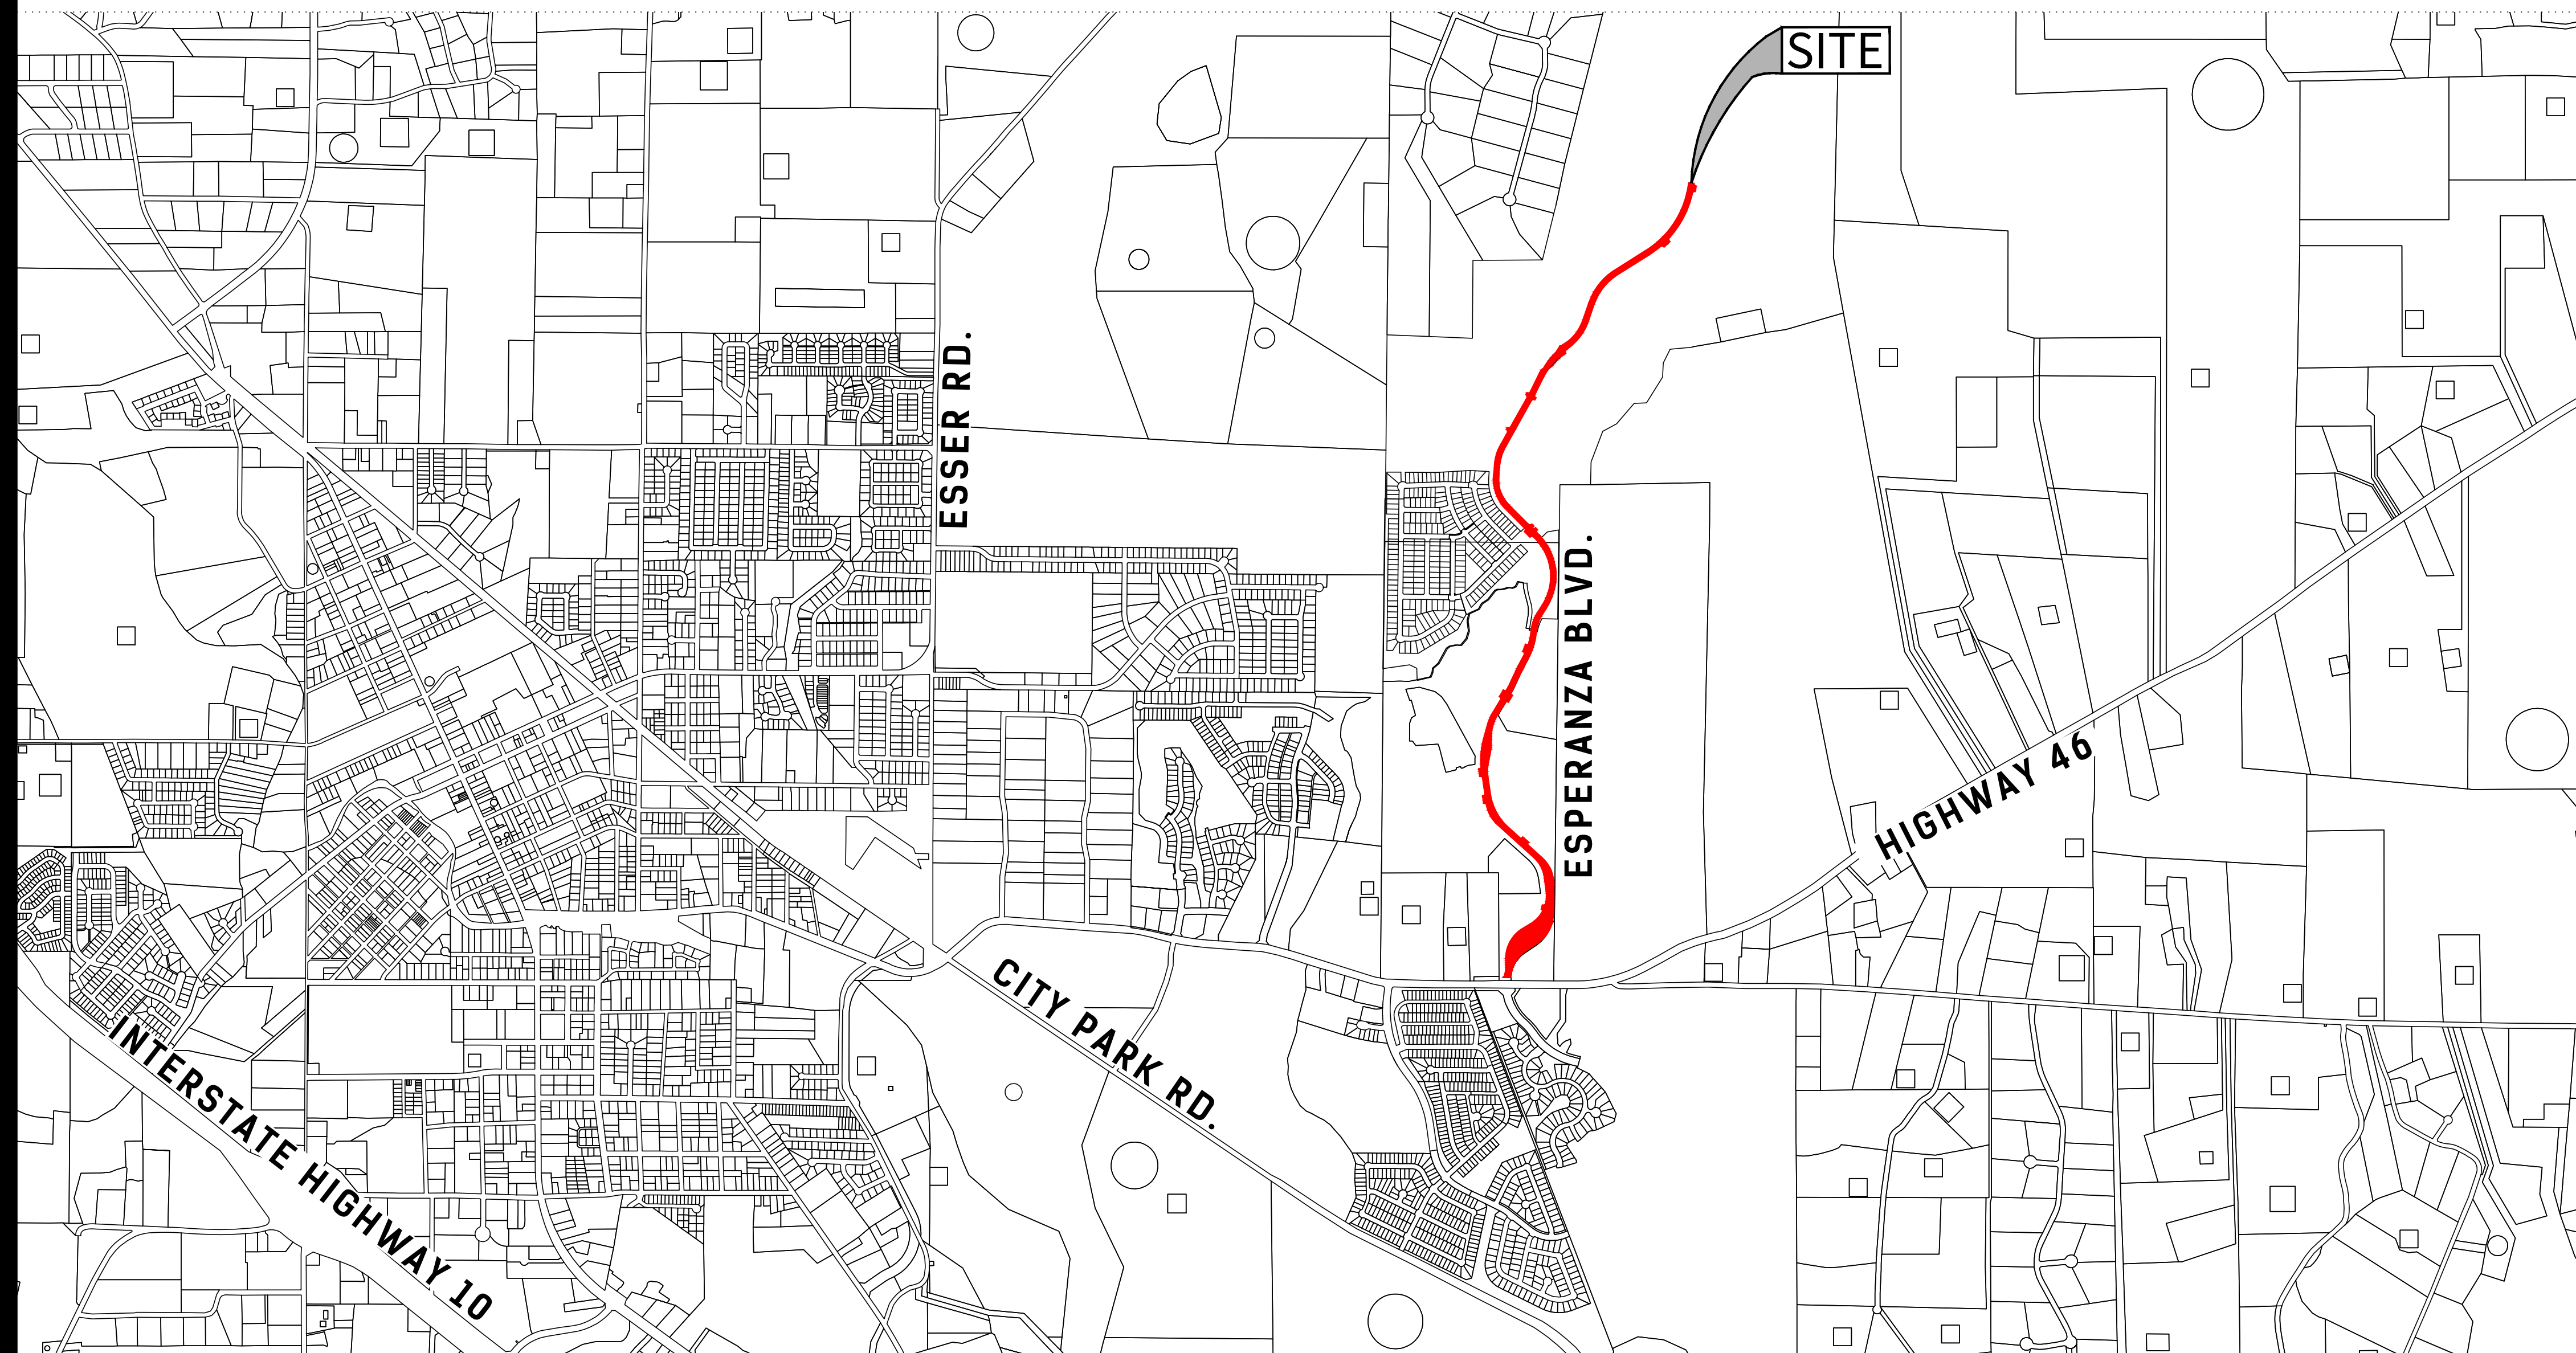 SITE
ESSER RD.
ESPERANZA BLVD.
HIGHWAY 46
CITY PARK RD.
INTERSTATE HIGHWAY 10